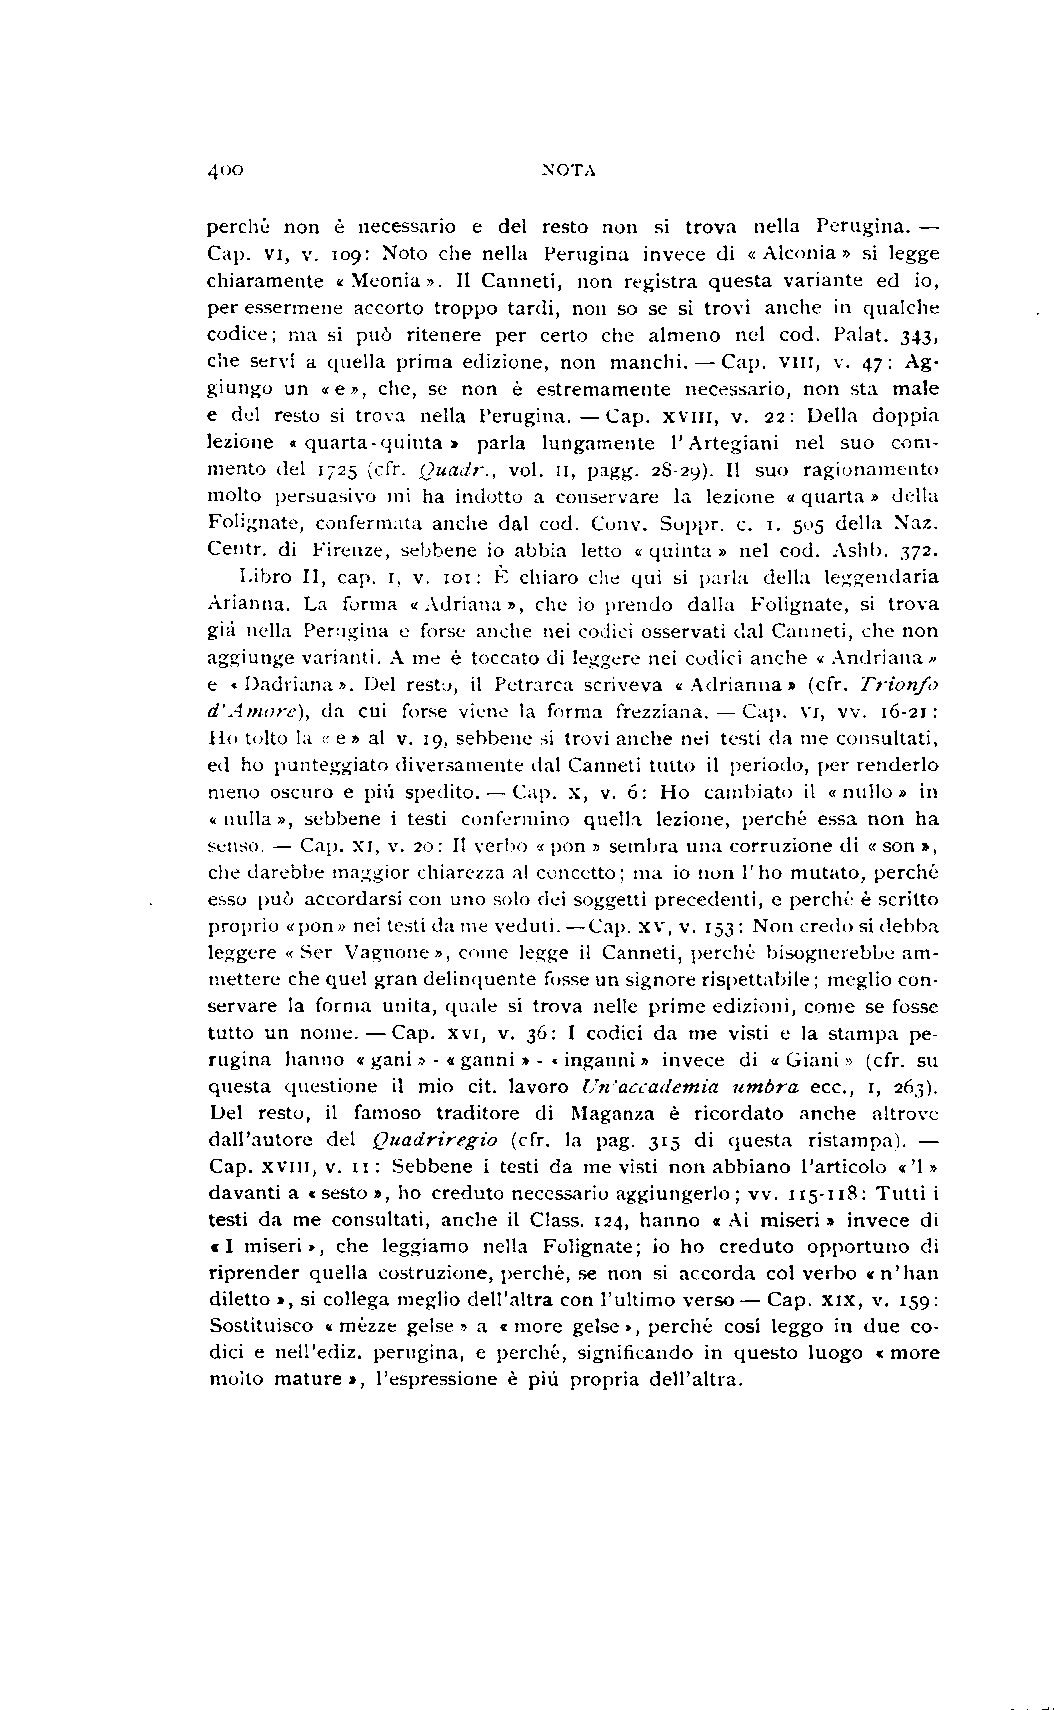 400 NOTA
perché non è necessario e del resto non si trova nella Perugina. —
Cap. VI, v. 109: Noto che nella Perugina invece di « Alconia » si legge
chiaramente « Meonia ». Il Canneti, non registra questa variante ed io,
per essermene accorto troppo tardi, non so se si trovi anche in qualche
codice; ma si può ritenere per certo che almeno nel cod. Palat. 343,
che servì a quella prima edizione, non manchi. — Cap. VIII, v. 47: Ag-
giungo un « e », che, se non è estremamente necessario, non sta male
e del resto si trova nella Perugina. — Cap. XVIII, v. 22: Della doppia
lezione « quarta-quinta » parla lungamente l'Artegiani nel suo com-
mento del 1725 (cfr. Quadr., vol. II, pagg. 28-29). Il suo ragionamento
molto persuasivo mi ha indotto a conservare la lezione « quarta » della
Folignate, confermata anche dal cod. Conv. Soppr. c. 1. 505 della Naz.
Centr. di Firenze, sebbene io abbia letto « quinta » nel cod. Ashb. 372.
Libro II, cap. I, v. 101: È chiaro che qui si parla della leggendaria
Arianna. La forma « Adriana », che io prendo dalla Folignate, si trova
giá nella Perugina e forse anche nei codici osservati dal Canneti, che non
aggiunge varianti. A me è toccato di leggere nei codici anche « Andriana »
e « Dadriana ». Del resto, il Petrarca scriveva « Adrianna » (cfr. Trionfo
d'Amore), da cui forse viene la forma frezziana. — Cap. VI, vv. 16-21:
Ho tolto la « e » al v. 19, sebbene si trovi anche nei testi da me consultati,
ed ho punteggiato diversamente dal Canneti tutto il periodo, per renderlo
meno oscuro e piú spedito. — Cap. X, v. 6: Ho cambiato il « nullo » in
« nulla », sebbene i testi confermino quella lezione, perché essa non ha
senso. — Cap. XI, v. 20: Il verbo « pon » sembra una corruzione di « son »,
che darebbe maggior chiarezza al concetto; ma io non l'ho mutato, perché
esso può accordarsi con uno solo dei soggetti precedenti, e perché è scritto
proprio « pon » nei testi da me veduti. — Cap. XV, v. 153: Non credo si debba
leggere « Ser Vagnone », come legge il Canneti, perché bisognerebbe am-
mettere che quel gran delinquente fosse un signore rispettabile; meglio con-
servare la forma unita, quale si trova nelle prime edizioni, come se fosse
tutto un nome. — Cap. XVI, v. 36: I codici da me visti e la stampa pe-
rugina hanno « gani » - « ganni » - « inganni » invece di « Giani » (cfr. su
questa questione il mio cit. lavoro Un'accademia umbra ecc., I, 263).
Del resto, il famoso traditore di Maganza è ricordato anche altrove
dall'autore del Quadriregio (cfr. la pag. 315 di questa ristampa). —
Cap. XVIII, v. 11: Sebbene i testi da me visti non abbiano l'articolo « 'l »
davanti a « sesto », ho creduto necessario aggiungerlo; vv. 115-118: Tutti i
testi da me consultati, anche il Class. 124, hanno « Ai miseri » invece di
« I miseri », che leggiamo nella Folignate; io ho creduto opportuno di
riprender quella costruzione, perché, se non si accorda col verbo « n'han
diletto », si collega meglio dell'altra con l'ultimo verso — Cap. XIX, v. 159:
Sostituisco « mèzze gelse » a « more gelse », perché cosí leggo in due co-
dici e nell'ediz. perugina, e perché, significando in questo luogo « more
molto mature », l'espressione è piú propria dell'altra.